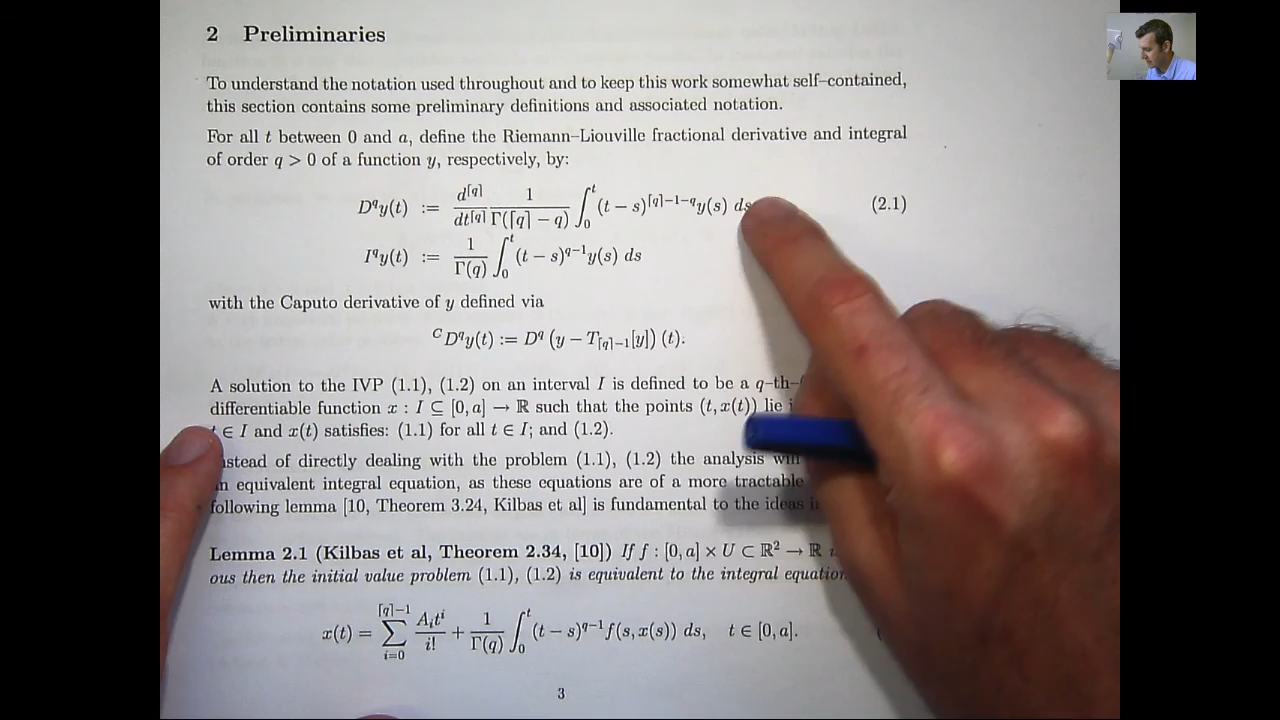 2 Preliminaries
To understand the notation used throughout and to keep this work somewhat self–contained,
this section contains some preliminary definitions and associated notation.
For all t between 0 and a, define the Riemann–Liouville fractional derivative and integral
of order q > 0 of a function y, respectively, by:
D^q y(t) := \frac{d^{⌈q⌉}}{dt^{⌈q⌉}} \frac{1}{Γ(⌈q⌉ − q)} ∫_0^t (t − s)^{⌈q⌉−1−q} y(s) ds (2.1)
I^q y(t) := \frac{1}{Γ(q)} ∫_0^t (t − s)^{q−1} y(s) ds
with the Caputo derivative of y defined via
^C D^q y(t) := D^q (y − T_{⌈q⌉−1}[y]) (t).
A solution to the IVP (1.1), (1.2) on an interval I is defined to be a q–th–
differentiable function x : I ⊆ [0, a] → ℝ such that the points (t, x(t)) lie
t ∈ I and x(t) satisfies: (1.1) for all t ∈ I; and (1.2).
nstead of directly dealing with the problem (1.1), (1.2) the analysis
n equivalent integral equation, as these equations are of a more tractable
following lemma [10, Theorem 3.24, Kilbas et al] is fundamental to the ideas
Lemma 2.1 (Kilbas et al, Theorem 2.34, [10]) If f : [0, a] × U ⊂ ℝ² → ℝ
ous then the initial value problem (1.1), (1.2) is equivalent to the integral equation
x(t) = ∑_{i=0}^{⌈q⌉−1} \frac{A_i t^i}{i!} + \frac{1}{Γ(q)} ∫_0^t (t − s)^{q−1} f(s, x(s)) ds, t ∈ [0, a].
3